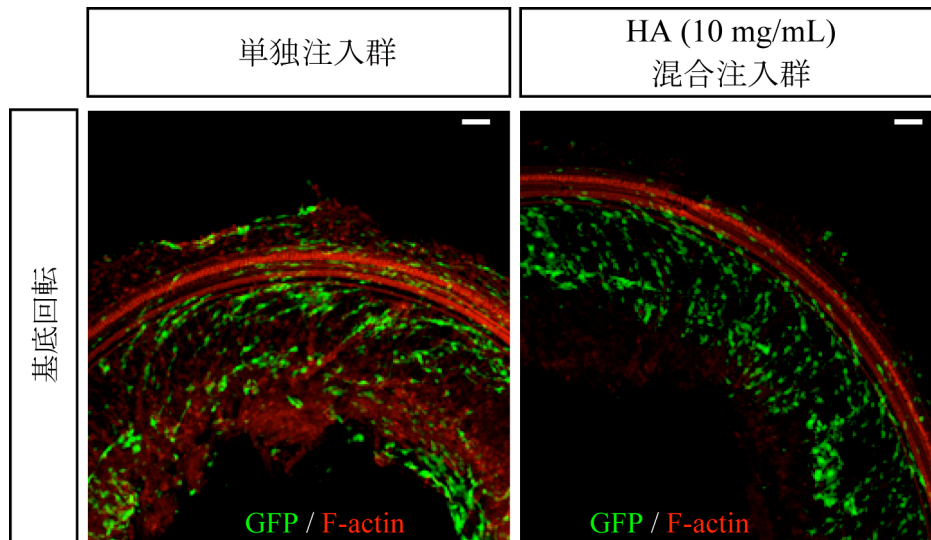 単独注入群
HA (10 mg/mL)
混合注入群
基底回転
GFP / F-actin
GFP / F-actin